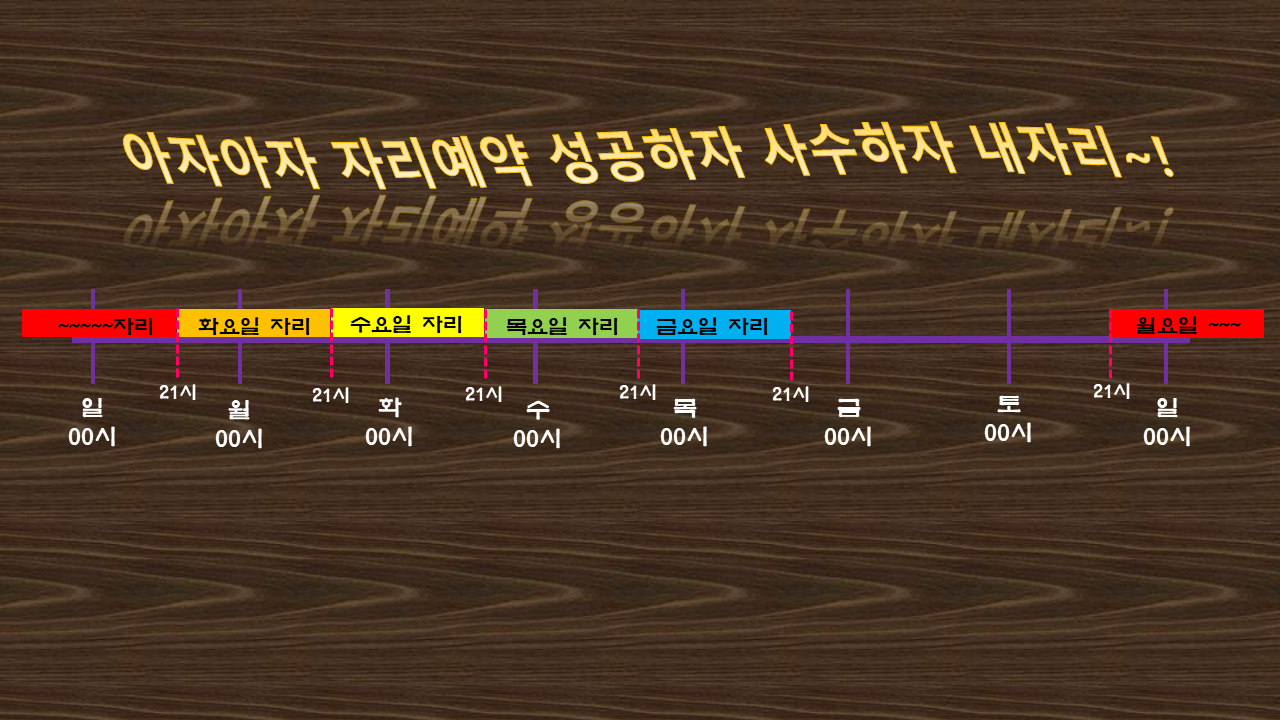 아자아자 자리예약 성공하자 사수하자 내자리~!
~~~~~자리 화요일 자리 수요일 자리 목요일 자리 금요일 자리 월요일 ~~~
21시 21시 21시 21시 21시 21시
일 월 화 수 목 금 토 일
00시 00시 00시 00시 00시 00시 00시 00시